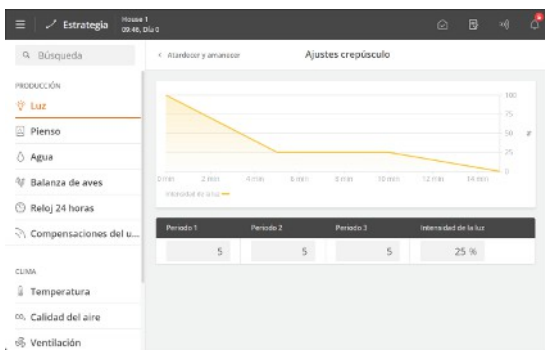 Estrategia
House 1
09:46, Día 0
Búsqueda
Atardecer y amanecer
Ajustes crepúsculo
PRODUCCIÓN
Luz
Pienso
Agua
Balanza de aves
Reloj 24 horas
Compensaciones del u...
CLIMA
Temperatura
Calidad del aire
Ventilación
100
75
50
%
25
0
0 min 2 min 4 min 6 min 8 min 10 min 12 min 14 min
Intensidad de la luz
Periodo 1 Periodo 2 Periodo 3 Intensidad de la luz
5 5 5 25 %